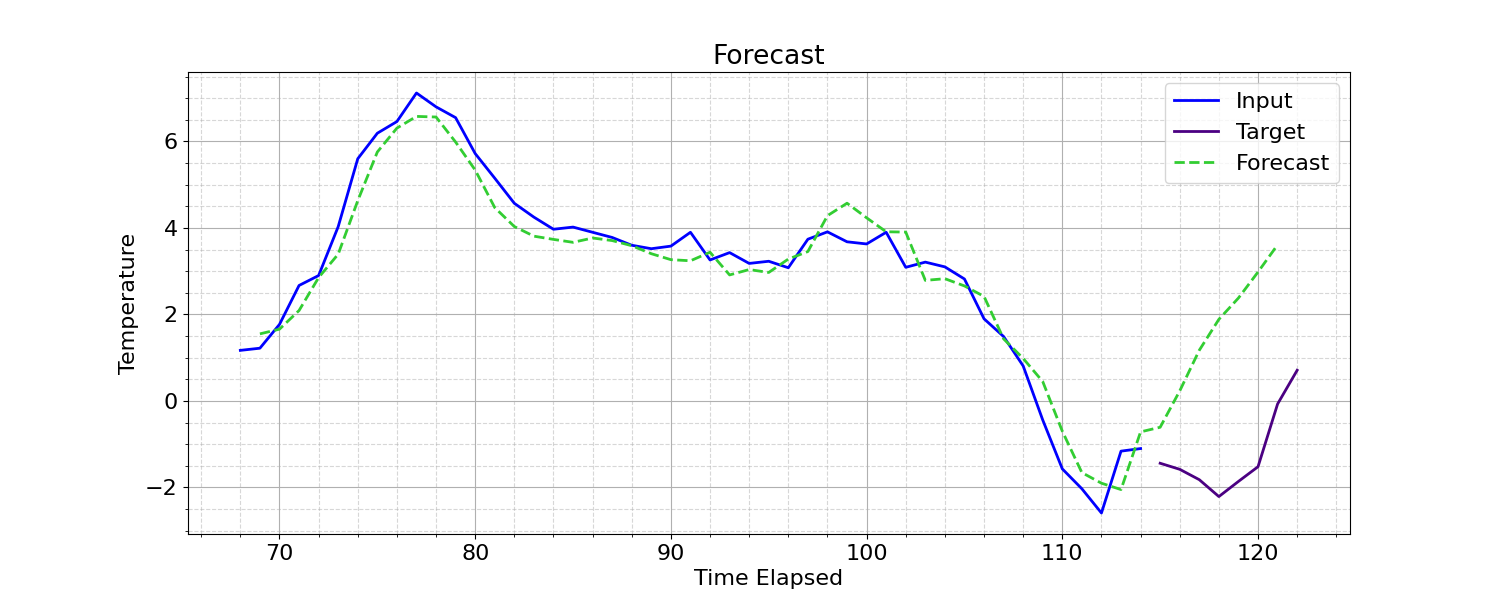 Forecast
Input
Target
Forecast
Temperature
6
4
2
0
−2
70 80 90 100 110 120
Time Elapsed